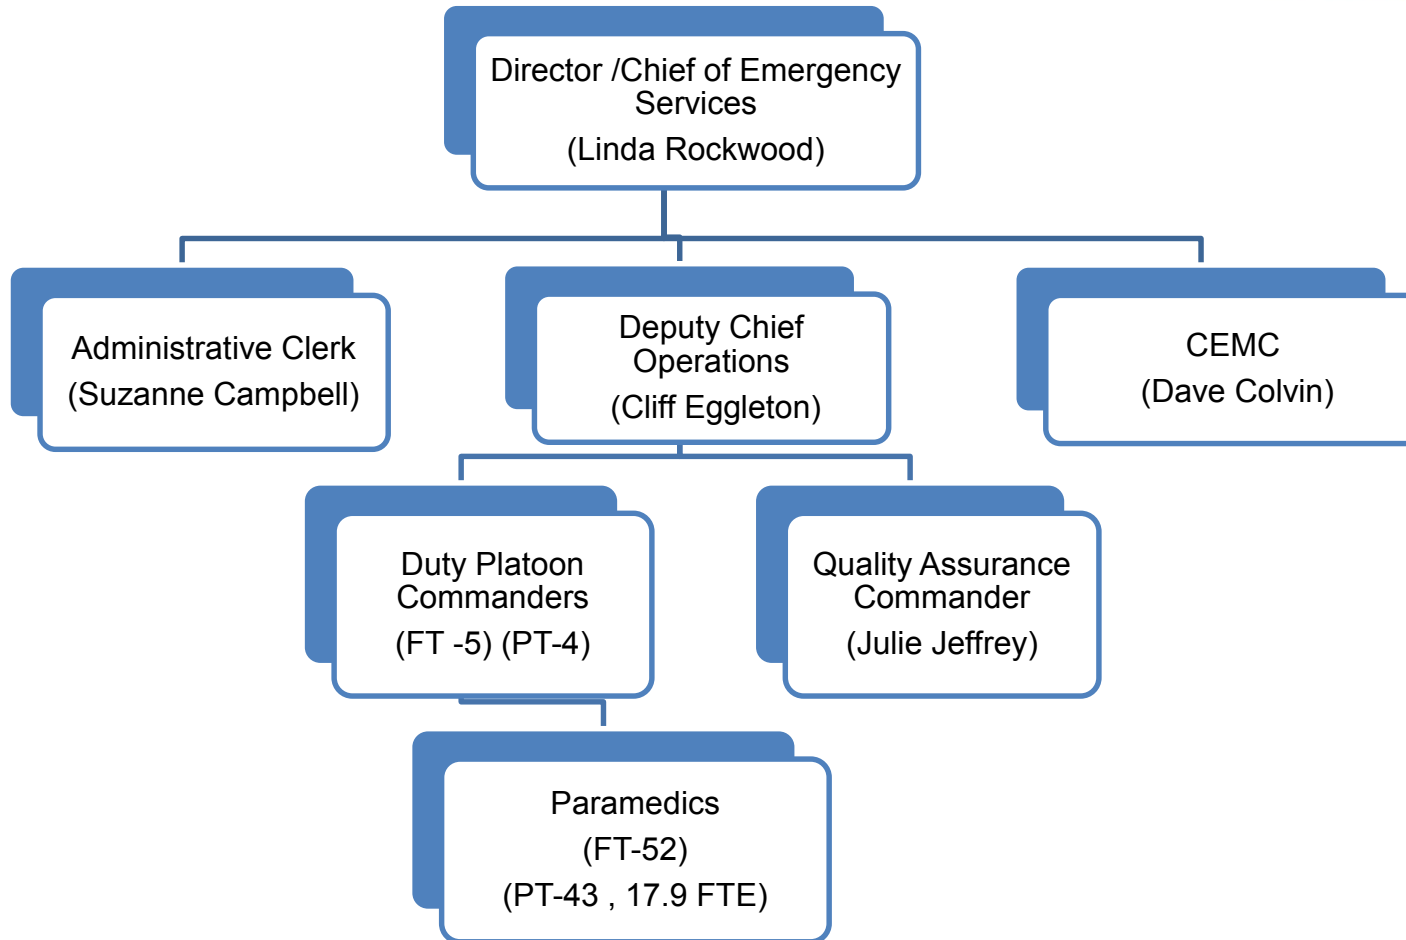 Director /Chief of Emergency
Services
(Linda Rockwood)
Administrative Clerk
(Suzanne Campbell)
Deputy Chief
Operations
(Cliff Eggleton)
CEMC
(Dave Colvin)
Duty Platoon
Commanders
(FT -5) (PT-4)
Quality Assurance
Commander
(Julie Jeffrey)
Paramedics
(FT-52)
(PT-43 , 17.9 FTE)